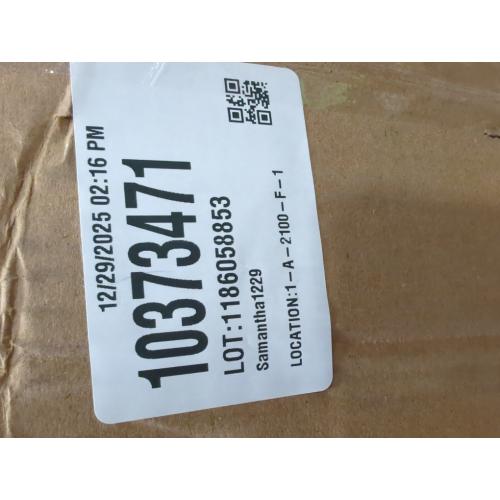 12/29/2025 02:16 PM
10373471
LOT:1186058853
Samantha1229
LOCATION:1-A-2100-F-1